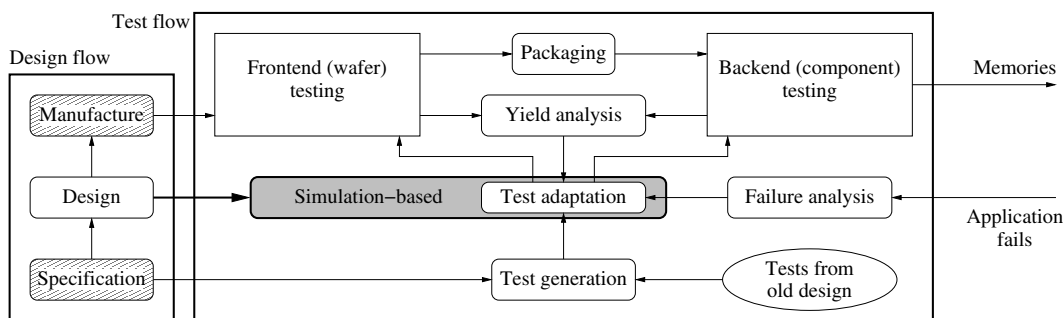 Test flow
Design flow
Manufacture
Design
Specification
Frontend (wafer)
testing
Packaging
Yield analysis
Backend (component)
testing
Memories
Simulation−based
Test adaptation
Failure analysis
Application
fails
Test generation
Tests from
old design